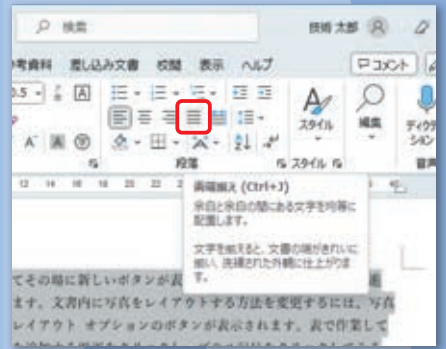 検索
技術 太郎
考資料 差し込み文書 校閲 表示 ヘルプ
コメント
スタイル
編集
段落
スタイル
両端揃え (Ctrl+J)
余白と余白の間にある文字を均等に
配置します。
文字を揃えると、文書の端がきれいに
揃い、洗練された外観に仕上がりま
す。
てその場に新しいボタンが表
ます。文書内に写真をレイアウトする方法を変更するには、写真
レイアウト オプションのボタンが表示されます。表で作業して